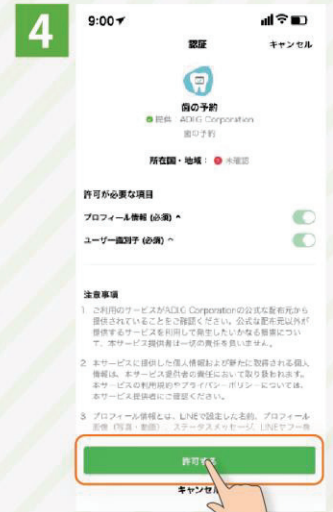 4
9:00
認証
キャンセル
歯の予約
提供 ADIG Corporation
歯の予約
所在国・地域： 未確認
許可が必要な項目
プロフィール情報 (必須)
ユーザー識別子 (必須)
注意事項
1. ご利用のサービスがADIG Corporationの公式な配布元から
提供されていることをご確認ください。公式な配布元以外が
提供するサービスを利用して発生したいかなる損害につい
て、本サービス提供者は一切の責任を負いません。
2. 本サービスに提供した個人情報および新たに取得される個人
情報は、本サービス提供者の責任において取り扱われます。
本サービスの利用規約やプライバシーポリシーについては、
本サービス提供者にご確認ください。
3. プロフィール情報とは、LINEで設定した名前、プロフィール
画像（写真・動画）、ステータスメッセージ、LINEサブ一発
許可する
キャンセル